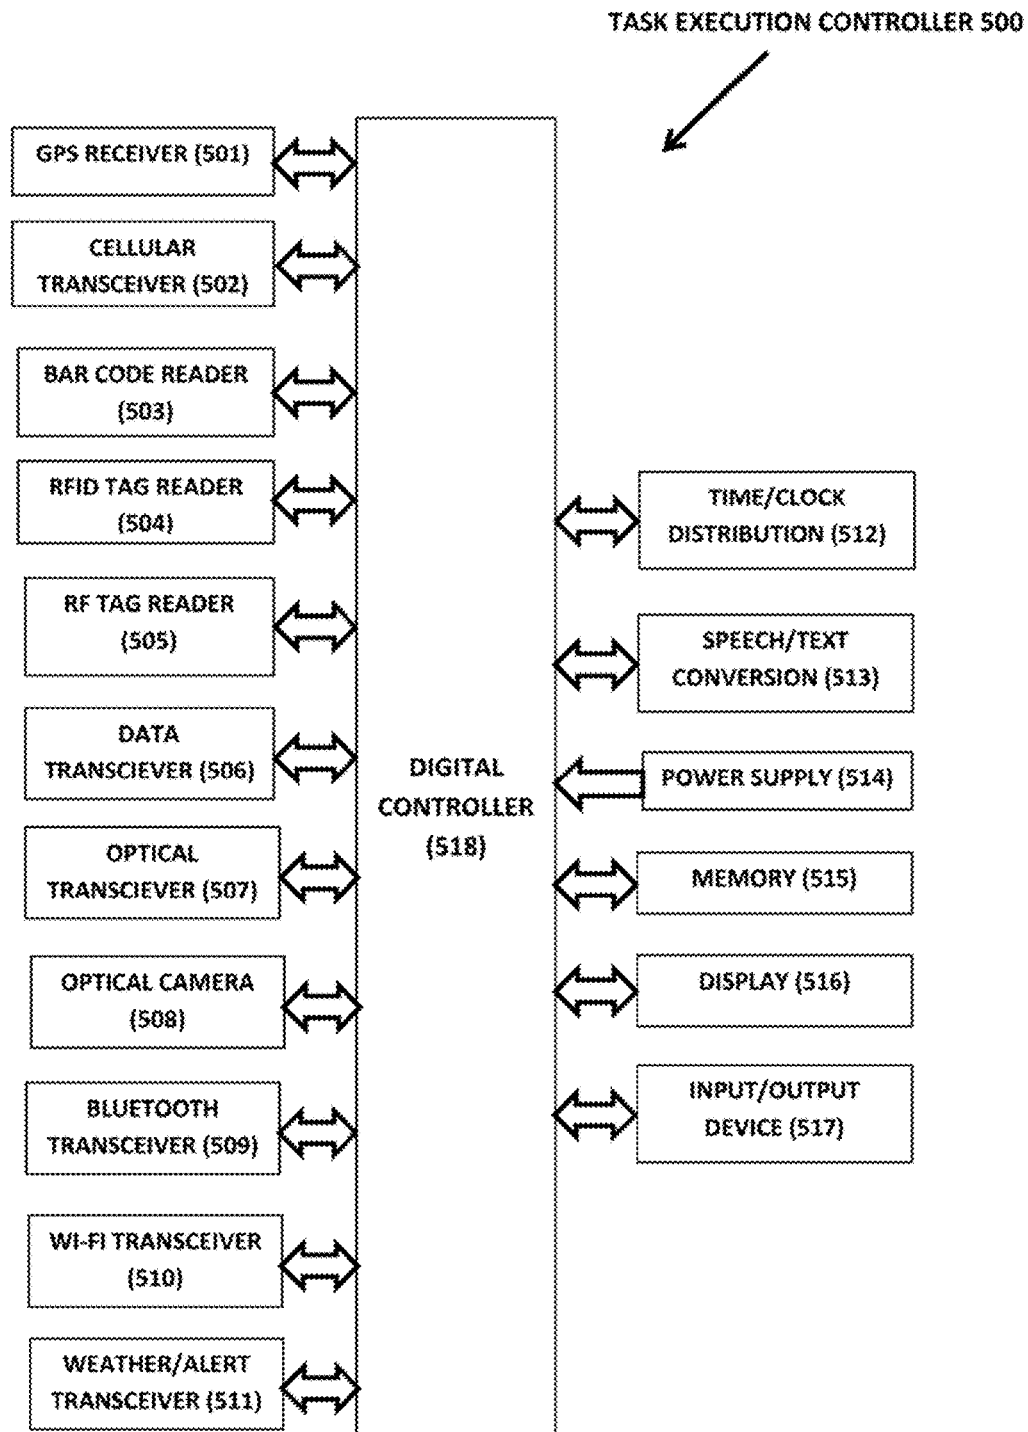 TASK EXECUTION CONTROLLER 500
GPS RECEIVER (501)
CELLULAR
TRANSCEIVER (502)
BAR CODE READER
(503)
RFID TAG READER
(504)
RF TAG READER
(505)
DATA
TRANSCIEVER (506)
OPTICAL
TRANSCIEVER (507)
OPTICAL CAMERA
(508)
BLUETOOTH
TRANSCEIVER (509)
WI-FI TRANSCEIVER
(510)
WEATHER/ALERT
TRANSCEIVER (511)
DIGITAL
CONTROLLER
(518)
TIME/CLOCK
DISTRIBUTION (512)
SPEECH/TEXT
CONVERSION (513)
POWER SUPPLY (514)
MEMORY (515)
DISPLAY (516)
INPUT/OUTPUT
DEVICE (517)